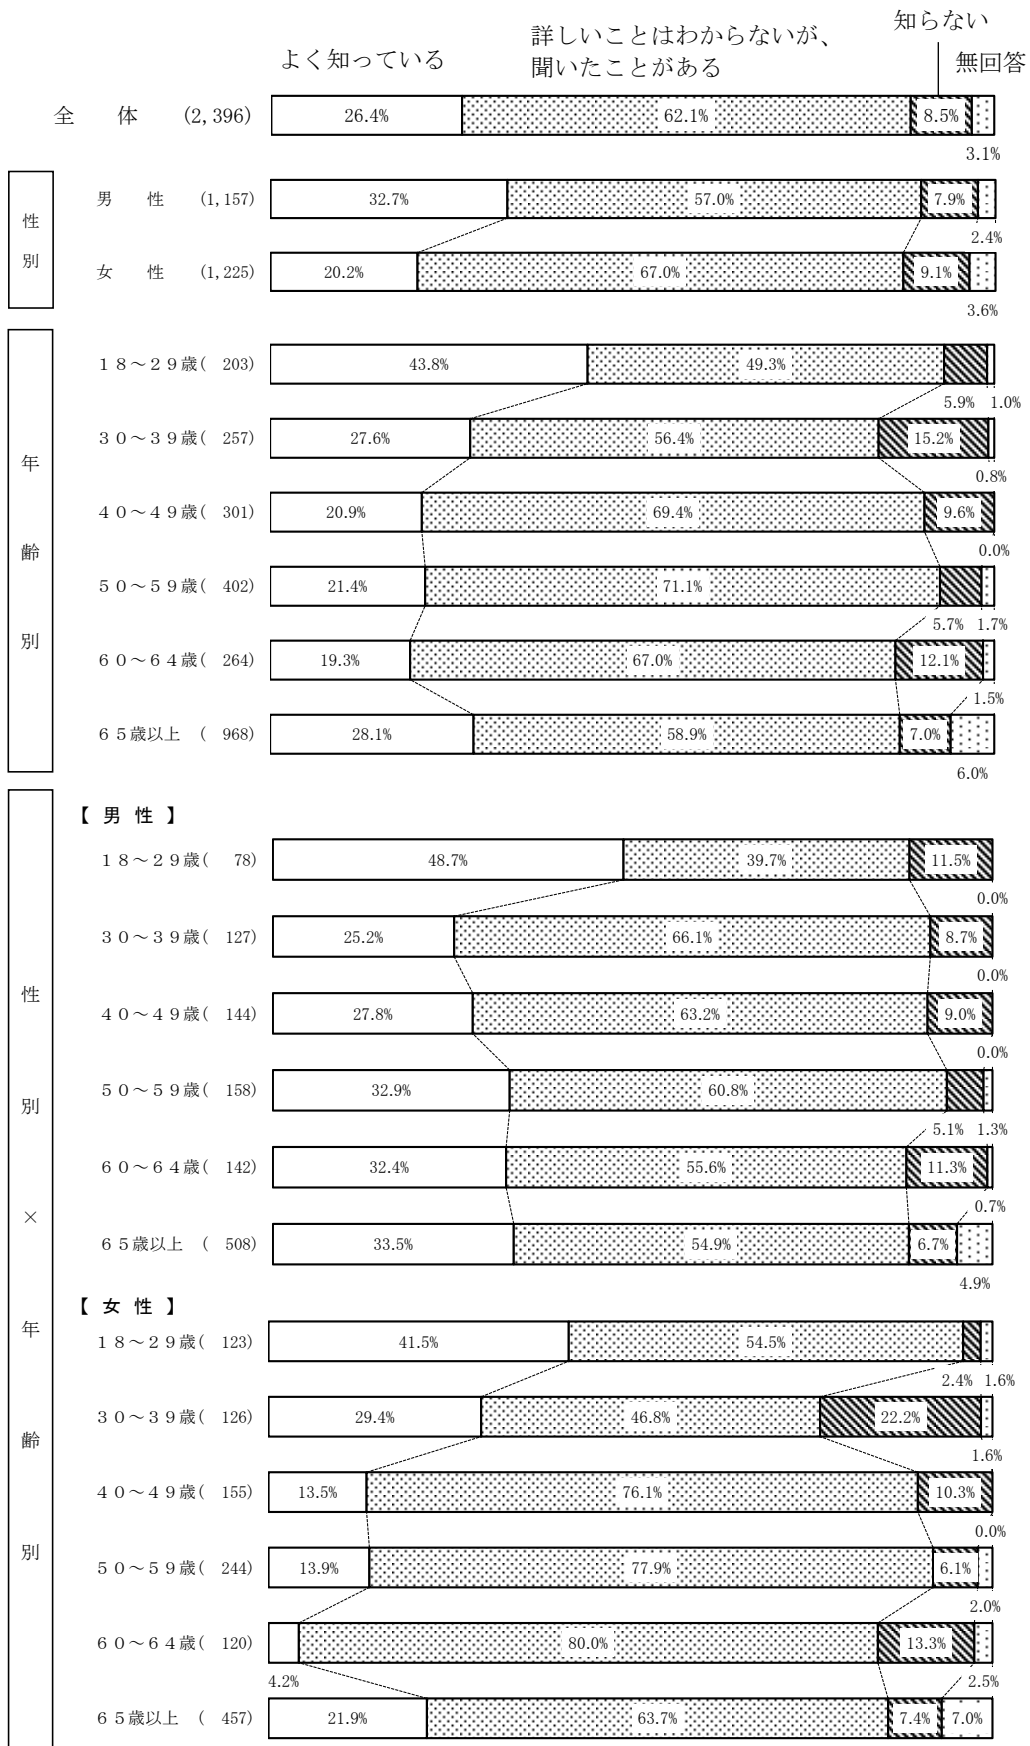 よく知っている
詳しいことはわからないが、
聞いたことがある
知らない
無回答
全 体 (2,396) 26.4% 62.1% 8.5% 3.1%
性別
男 性 (1,157) 32.7% 57.0% 7.9% 2.4%
女 性 (1,225) 20.2% 67.0% 9.1% 3.6%
年齢別
18～29歳( 203) 43.8% 49.3% 5.9% 1.0%
30～39歳( 257) 27.6% 56.4% 15.2% 0.8%
40～49歳( 301) 20.9% 69.4% 9.6% 0.0%
50～59歳( 402) 21.4% 71.1% 5.7% 1.7%
60～64歳( 264) 19.3% 67.0% 12.1% 1.5%
65歳以上 ( 968) 28.1% 58.9% 7.0% 6.0%
性別×年齢別
【 男 性 】
18～29歳( 78) 48.7% 39.7% 11.5% 0.0%
30～39歳( 127) 25.2% 66.1% 8.7% 0.0%
40～49歳( 144) 27.8% 63.2% 9.0% 0.0%
50～59歳( 158) 32.9% 60.8% 5.1% 1.3%
60～64歳( 142) 32.4% 55.6% 11.3% 0.7%
65歳以上 ( 508) 33.5% 54.9% 6.7% 4.9%
【 女 性 】
18～29歳( 123) 41.5% 54.5% 2.4% 1.6%
30～39歳( 126) 29.4% 46.8% 22.2% 1.6%
40～49歳( 155) 13.5% 76.1% 10.3% 0.0%
50～59歳( 244) 13.9% 77.9% 6.1% 2.0%
60～64歳( 120) 4.2% 80.0% 13.3% 2.5%
65歳以上 ( 457) 21.9% 63.7% 7.4% 7.0%